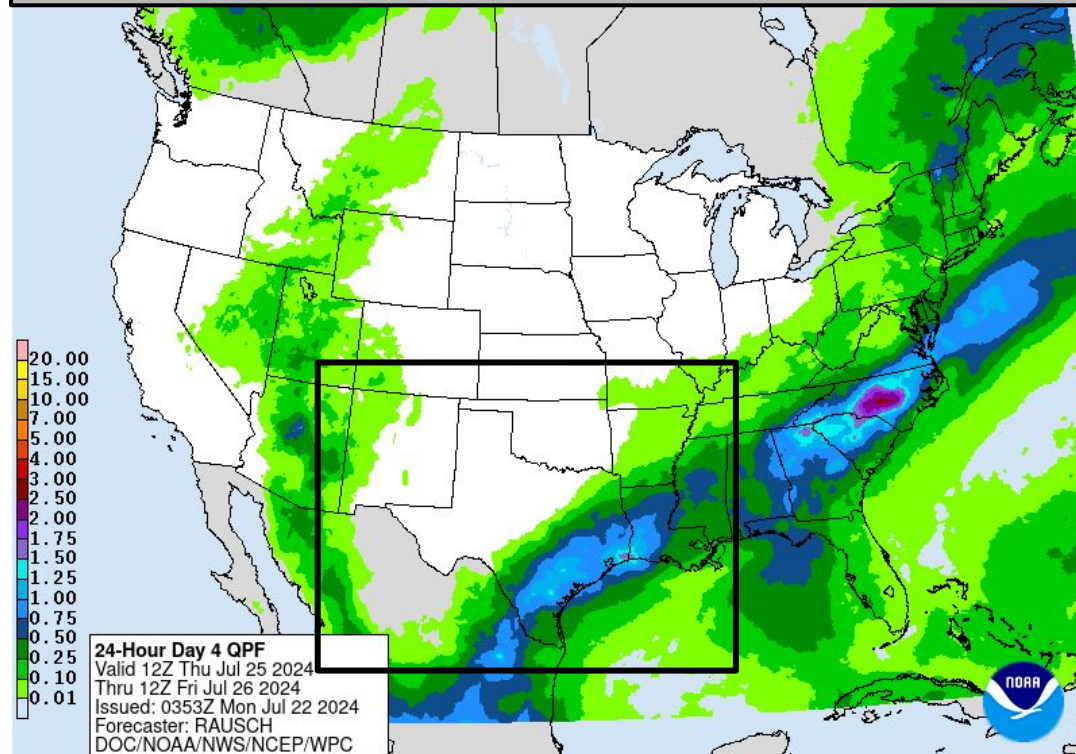 20.00
15.00
10.00
7.00
5.00
4.00
3.00
2.50
2.00
1.75
1.50
1.25
1.00
0.75
0.50
0.25
0.10
0.01
24-Hour Day 4 QPF
Valid 12Z Thu Jul 25 2024
Thru 12Z Fri Jul 26 2024
Issued: 0353Z Mon Jul 22 2024
Forecaster: RAUSCH
DOC/NOAA/NWS/NCEP/WPC
NOAA